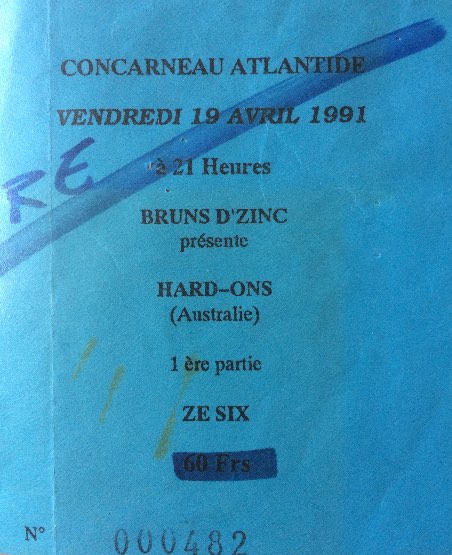 CONCARNEAU ATLANTIDE
VENDREDI 19 AVRIL 1991
RE
à 21 Heures
BRUNS D'ZINC
présente
HARD-ONS
(Australie)
1 ère partie
ZE SIX
60 Frs
N° 000482